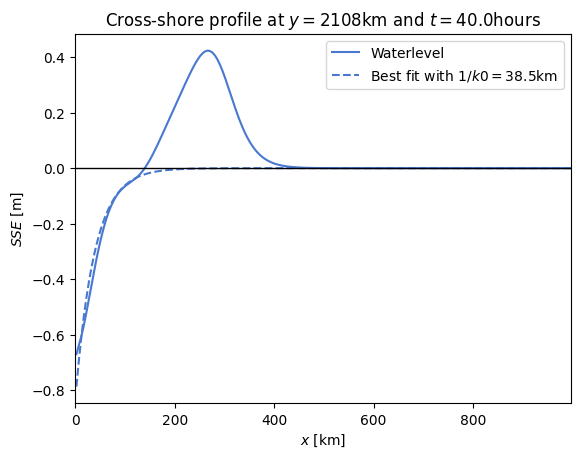 Cross-shore profile at y = 2108km and t = 40.0hours
Waterlevel
Best fit with 1/k0 = 38.5km
0.4
0.2
0.0
−0.2
−0.4
−0.6
−0.8
SSE [m]
0 200 400 600 800
x [km]